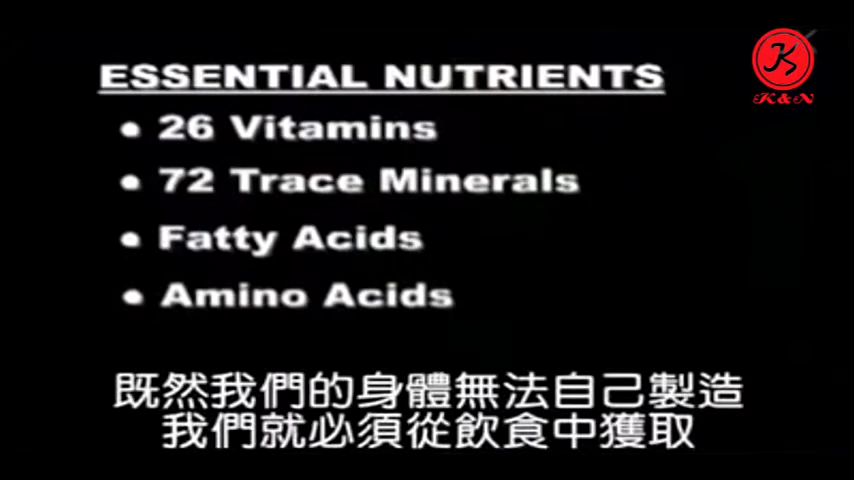 ESSENTIAL NUTRIENTS
• 26 Vitamins
• 72 Trace Minerals
• Fatty Acids
• Amino Acids
K
K&N
既然我們的身體無法自己製造
我們就必須從飲食中獲取